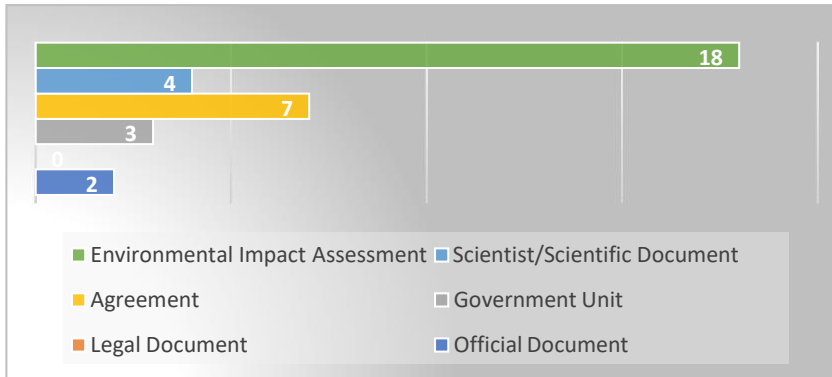 18
4
7
3
0
2
Environmental Impact Assessment Scientist/Scientific Document
Agreement Government Unit
Legal Document Official Document